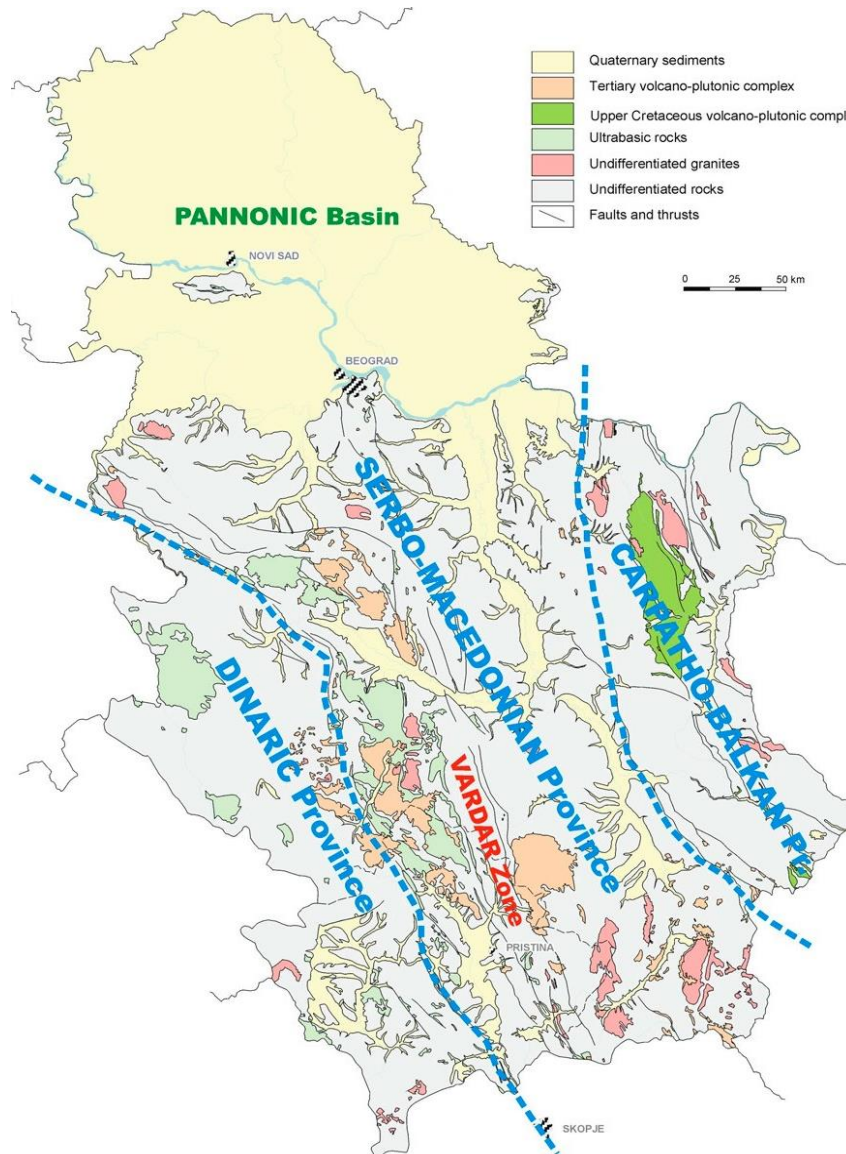 Quaternary sediments
Tertiary volcano-plutonic complex
Upper Cretaceous volcano-plutonic compl
Ultrabasic rocks
Undifferentiated granites
Undifferentiated rocks
Faults and thrusts
PANNONIC Basin
NOVI SAD
0 25 50 km
BEOGRAD
SERBO-MACEDONIAN Province
CARPATHO-BALKAN Pr.
DINARIC Province
VARDAR Zone
PRISTINA
SKOPJE